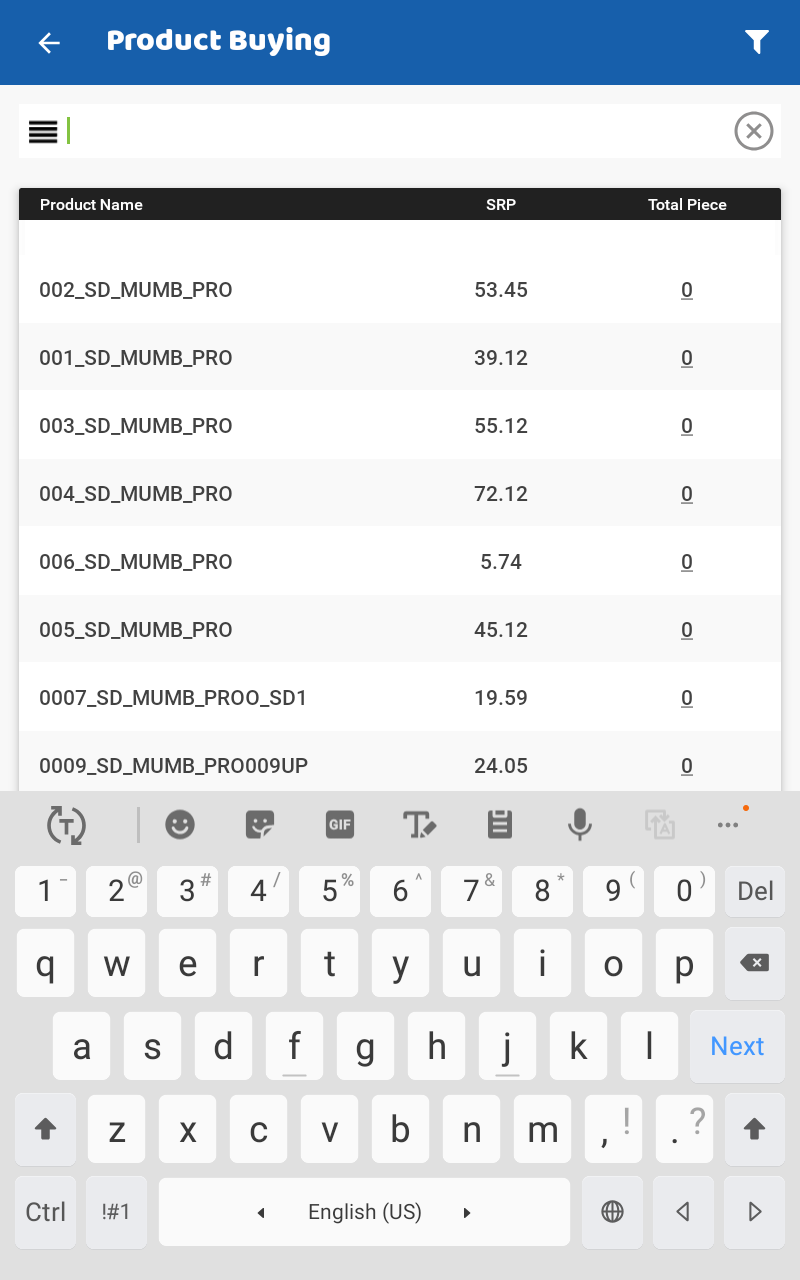 Product Buying
Product Name SRP Total Piece
002_SD_MUMB_PRO 53.45 0
001_SD_MUMB_PRO 39.12 0
003_SD_MUMB_PRO 55.12 0
004_SD_MUMB_PRO 72.12 0
006_SD_MUMB_PRO 5.74 0
005_SD_MUMB_PRO 45.12 0
0007_SD_MUMB_PROO_SD1 19.59 0
0009_SD_MUMB_PRO009UP 24.05 0
T GIF T
1 - 2 @ 3 # 4 / 5 % 6 ^ 7 & 8 * 9 ( 0 ) Del
q w e r t y u i o p
a s d f g h j k l Next
z x c v b n m , ! . ?
Ctrl !#1 English (US)